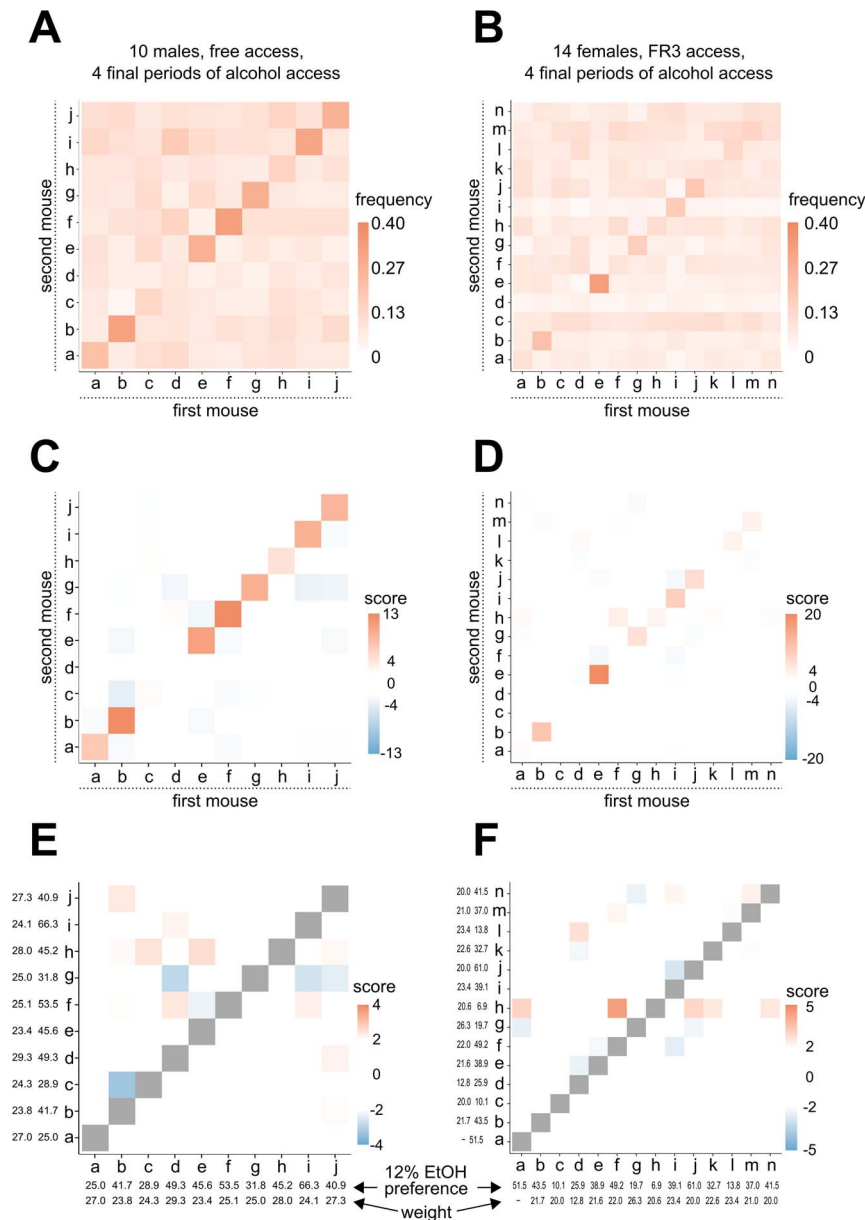 A
10 males, free access,
4 final periods of alcohol access
second mouse
j
i
h
g
f
e
d
c
b
a
a b c d e f g h i j
first mouse
frequency
0.40
0.27
0.13
0
B
14 females, FR3 access,
4 final periods of alcohol access
second mouse
n
m
l
k
j
i
h
g
f
e
d
c
b
a
a b c d e f g h i j k l m n
first mouse
frequency
0.40
0.27
0.13
0
C
second mouse
j
i
h
g
f
e
d
c
b
a
a b c d e f g h i j
first mouse
score
13
4
-4
-13
D
second mouse
n
m
l
k
j
i
h
g
f
e
d
c
b
a
a b c d e f g h i j k l m n
first mouse
score
20
4
-4
-20
E
27.3 40.9 j
24.1 66.3 i
28.0 45.2 h
25.0 31.8 g
25.1 53.5 f
23.4 45.6 e
29.3 49.3 d
24.3 28.9 c
23.8 41.7 b
27.0 25.0 a
a b c d e f g h i j
25.0 41.7 28.9 49.3 45.6 53.5 31.8 45.2 66.3 40.9
27.0 23.8 24.3 29.3 23.4 25.1 25.0 28.0 24.1 27.3
score
4
2
0
-2
-4
12% EtOH
preference
weight
F
20.0 41.5 n
21.0 37.0 m
23.4 13.8 l
22.6 32.7 k
20.0 61.0 j
23.4 39.1 i
20.6 6.9 h
26.3 19.7 g
22.0 49.2 f
21.6 38.9 e
12.8 25.9 d
20.0 10.1 c
21.7 43.5 b
- 51.5 a
a b c d e f g h i j k l m n
51.5 43.5 10.1 25.9 38.9 49.2 19.7 6.9 39.1 61.0 32.7 13.8 37.0 41.5
- 21.7 20.0 12.8 21.6 22.0 26.3 20.6 23.4 20.0 22.6 23.4 21.0 20.0
score
5
2
0
-2
-5